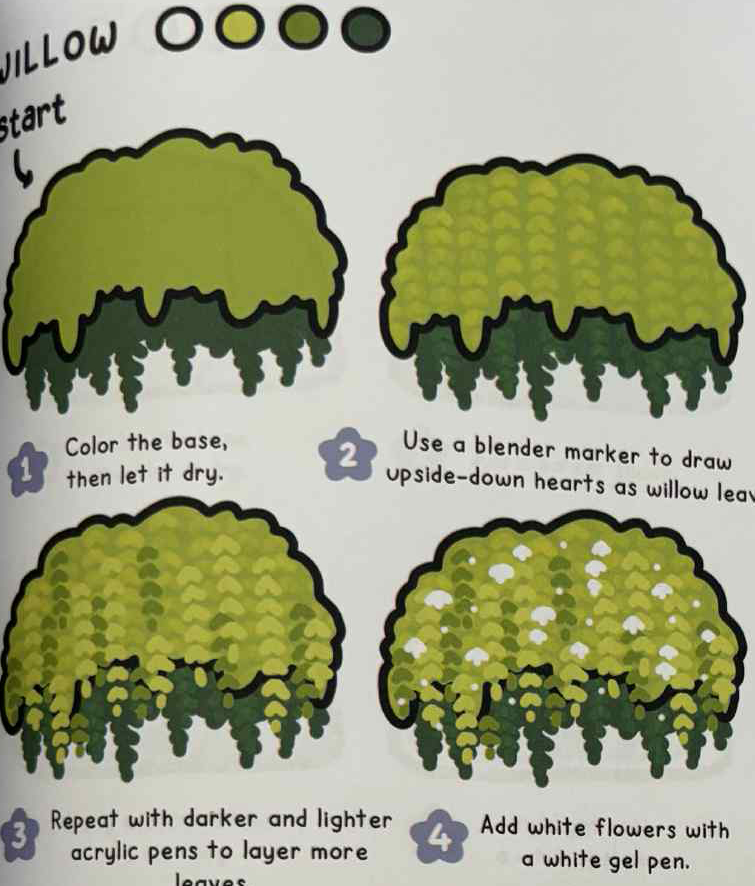 WILLOW
start
1 Color the base,
then let it dry.
2 Use a blender marker to draw
upside-down hearts as willow
3 Repeat with darker and lighter
acrylic pens to layer more
leaves
4 Add white flowers with
a white gel pen.